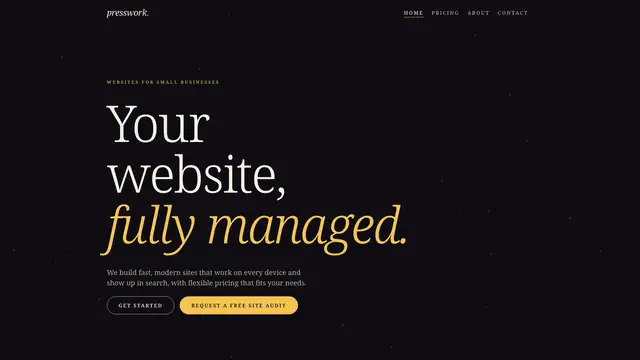 presswork.
HOME PRICING ABOUT CONTACT
WEBSITES FOR SMALL BUSINESSES
Your
website,
fully managed.
We build fast, modern sites that work on every device and
show up in search, with flexible pricing that fits your needs.
GET STARTED
REQUEST A FREE SITE AUDIT